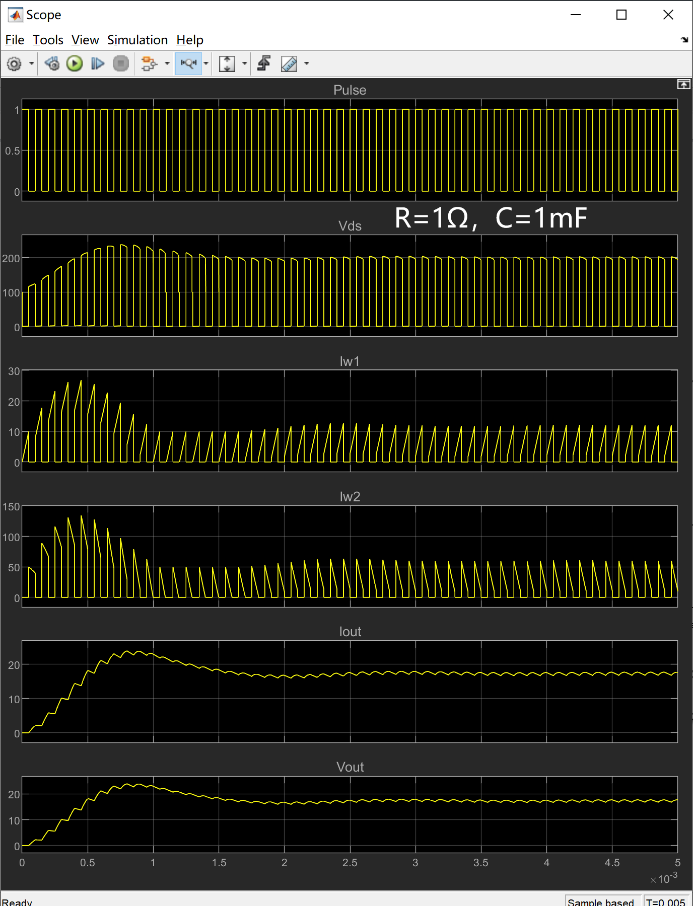 Scope
File Tools View Simulation Help
Pulse
1
0.5
0
R=1Ω，C=1mF
Vds
200
100
0
Iw1
30
20
10
0
Iw2
150
100
50
0
Iout
20
10
0
Vout
20
10
0
0 0.5 1 1.5 2 2.5 3 3.5 4 4.5 5
×10-3
Ready Sample based T=0.005